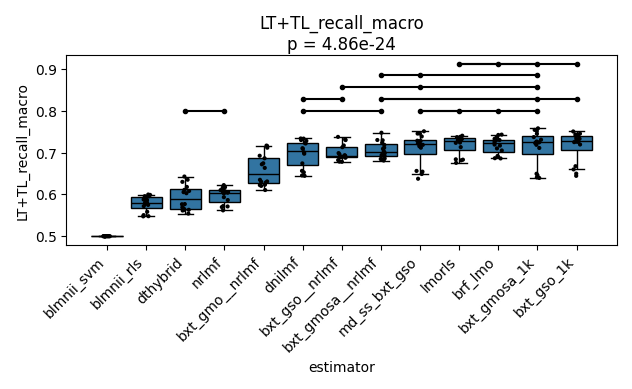 LT+TL_recall_macro
p = 4.86e-24
LT+TL_recall_macro
0.9
0.8
0.7
0.6
0.5
blmnii_svm
blmnii_rls
dthybrid
nrlmf
bxt_gmo__nrlmf
dnilmf
bxt_gso__nrlmf
bxt_gmosa__nrlmf
md_ss_bxt_gso
lmorls
brf_lmo
bxt_gmosa_1k
bxt_gso_1k
estimator